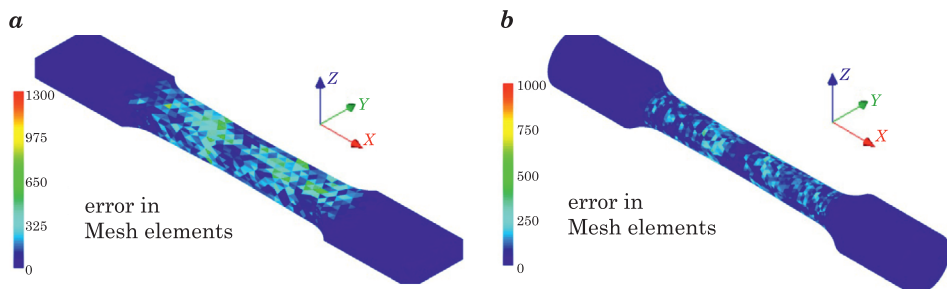 a
1300
975
650
325
0
Z
Y
X
error in
Mesh elements
b
1000
750
500
250
0
Z
Y
X
error in
Mesh elements